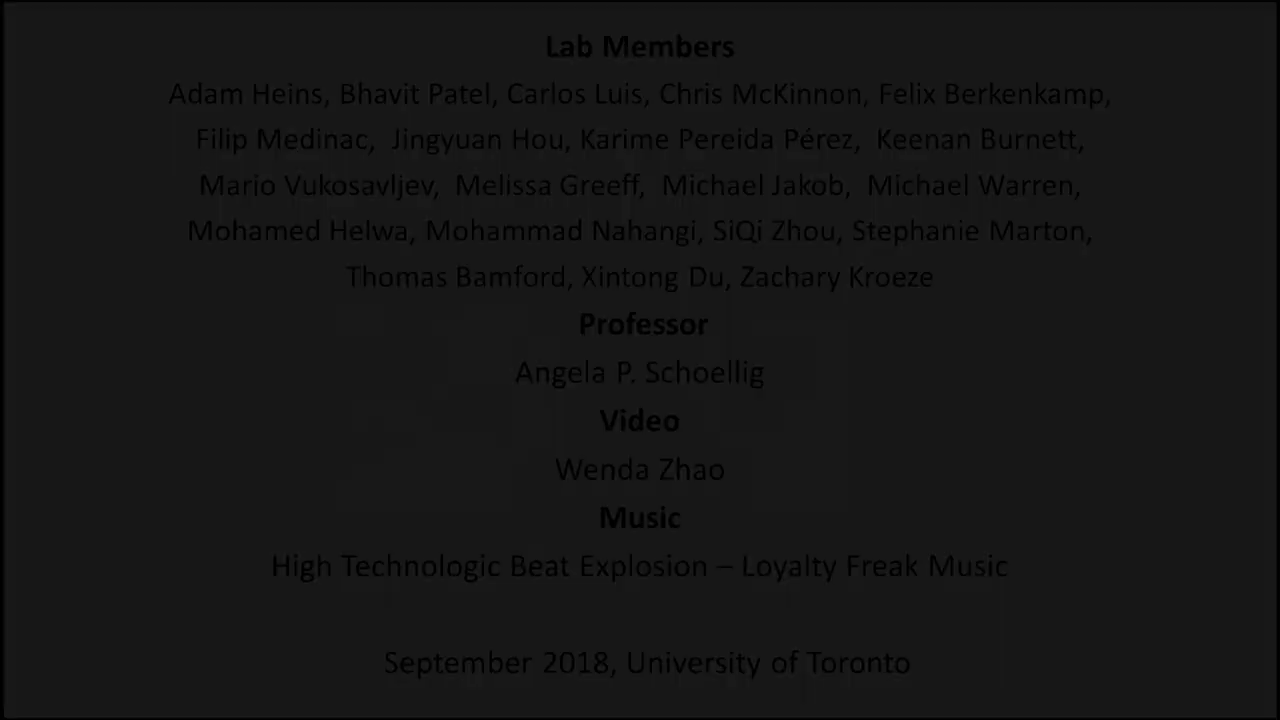 Lab Members
Adam Heins, Bhavit Patel, Carlos Luis, Chris McKinnon, Felix Berkenkamp,
Filip Medinac, Jingyuan Hou, Karime Pereida Pérez, Keenan Burnett,
Mario Vukosavljev, Melissa Greeff, Michael Jakob, Michael Warren,
Mohamed Helwa, Mohammad Nahangi, SiQi Zhou, Stephanie Marton,
Thomas Bamford, Xintong Du, Zachary Kroeze
Professor
Angela P. Schoellig
Video
Wenda Zhao
Music
High Technologic Beat Explosion – Loyalty Freak Music
September 2018, University of Toronto